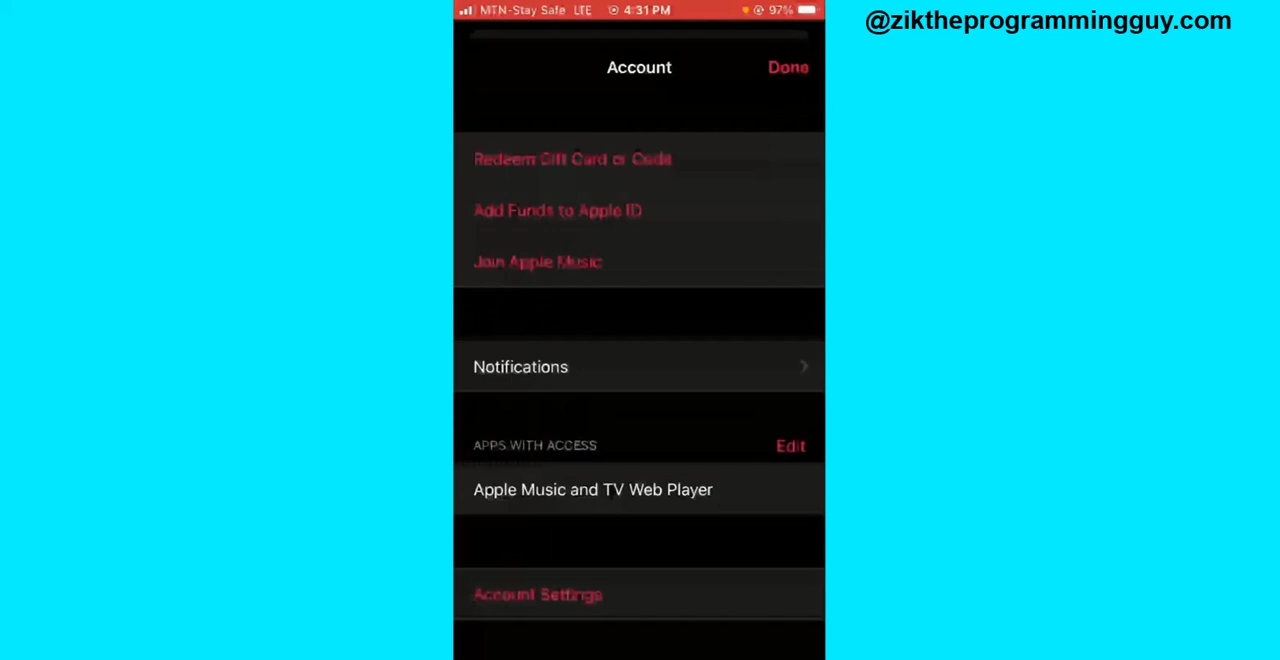 @ziktheprogrammingguy.com
MTN-Stay Safe LTE 4:31 PM 97%
Account Done
Redeem Gift Card or Code
Add Funds to Apple ID
Join Apple Music
Notifications
APPS WITH ACCESS Edit
Apple Music and TV Web Player
Account Settings